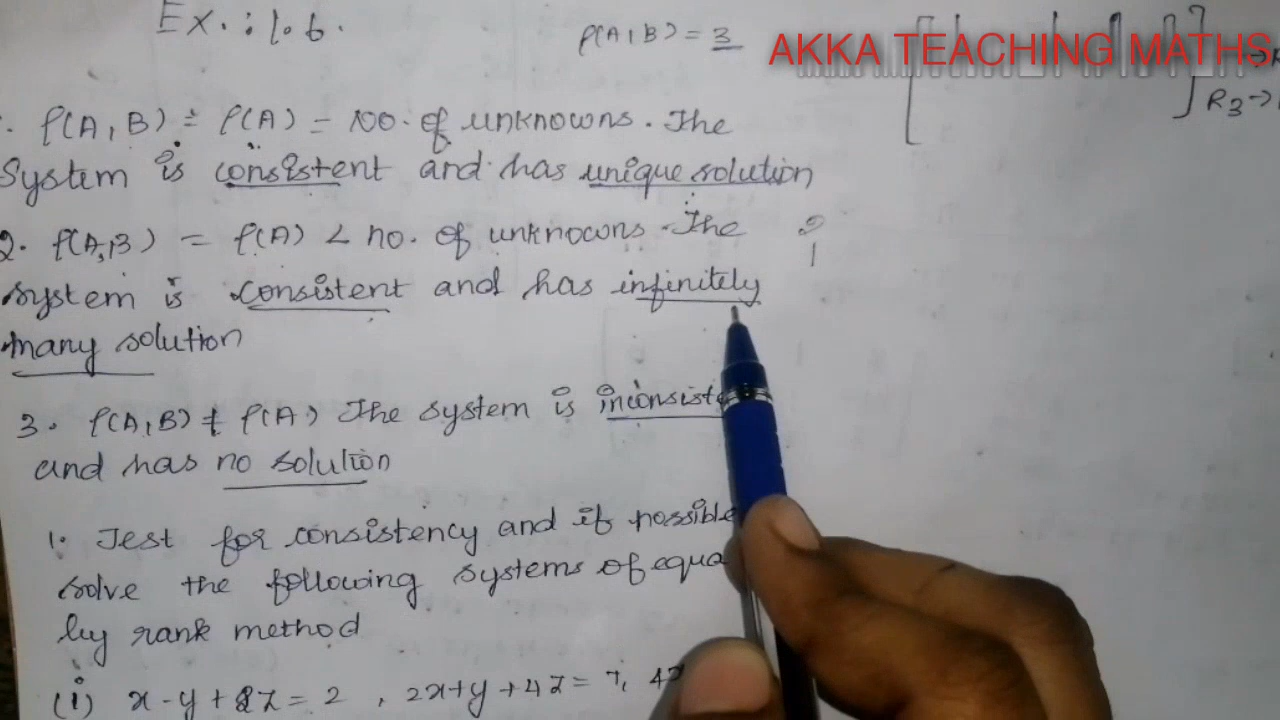 Ex. : 1.6.
ρ(A,B) = 3
AKKA TEACHING MATHS
R3→
ρ(A,B) = ρ(A) = no. of unknowns. The
System is consistent and has unique solution
2. ρ(A,B) = ρ(A) < no. of unknowns. The
system is consistent and has infinitely
many solution
3. ρ(A,B) ≠ ρ(A) The system is inconsiste
and has no solution
1. Test for consistency and if possible
solve the following systems of equa
by rank method
(i) x-y+2z = 2, 2x+y+4z = 7, 4x